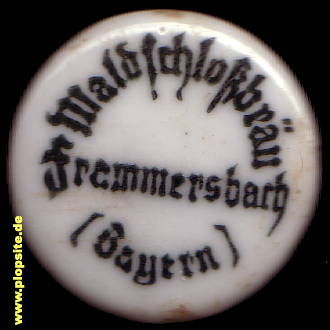 Waldschloßbräu
Frammersbach
(Bayern)
www.plopsite.de